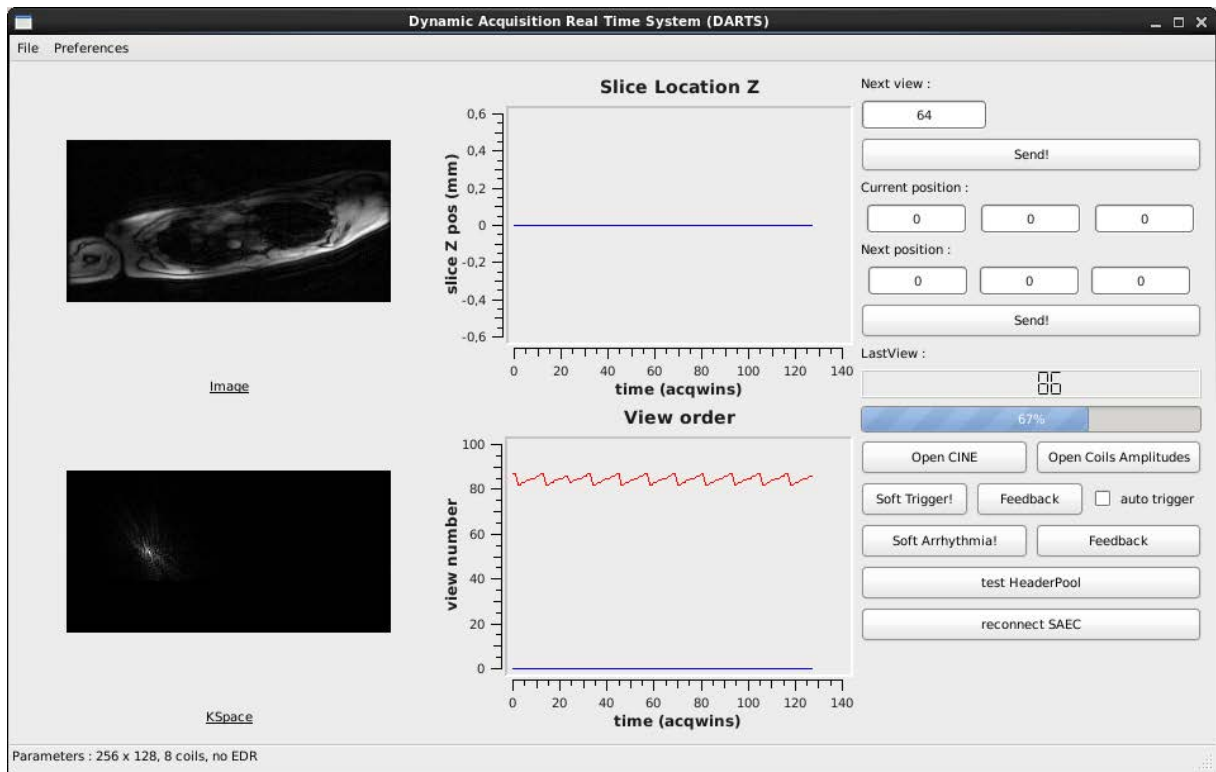 Dynamic Acquisition Real Time System (DARTS)
File Preferences
Image
KSpace
Slice Location Z
0,6
0,4
0,2
0
-0,2
-0,4
-0,6
slice Z pos (mm)
0 20 40 60 80 100 120 140
time (acqwins)
View order
100
80
60
40
20
0
view number
0 20 40 60 80 100 120 140
time (acqwins)
Next view :
64
Send!
Current position :
0 0 0
Next position :
0 0 0
Send!
LastView :
86
67%
Open CINE Open Coils Amplitudes
Soft Trigger! Feedback auto trigger
Soft Arrhythmia! Feedback
test HeaderPool
reconnect SAEC
Parameters : 256 x 128, 8 coils, no EDR